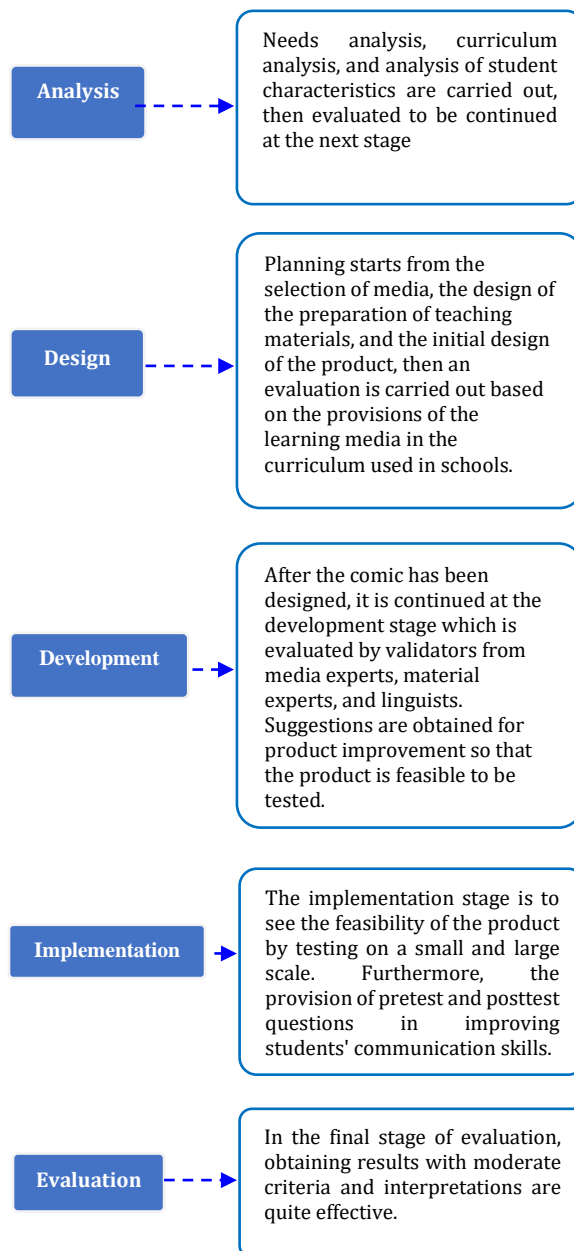 Analysis
Needs analysis, curriculum
analysis, and analysis of student
characteristics are carried out,
then evaluated to be continued
at the next stage
Design
Planning starts from the
selection of media, the design of
the preparation of teaching
materials, and the initial design
of the product, then an
evaluation is carried out based
on the provisions of the
learning media in the
curriculum used in schools.
Development
After the comic has been
designed, it is continued at the
development stage which is
evaluated by validators from
media experts, material
experts, and linguists.
Suggestions are obtained for
product improvement so that
the product is feasible to be
tested.
Implementation
The implementation stage is to
see the feasibility of the product
by testing on a small and large
scale. Furthermore, the
provision of pretest and posttest
questions in improving
students' communication skills.
Evaluation
In the final stage of evaluation,
obtaining results with moderate
criteria and interpretations are
quite effective.